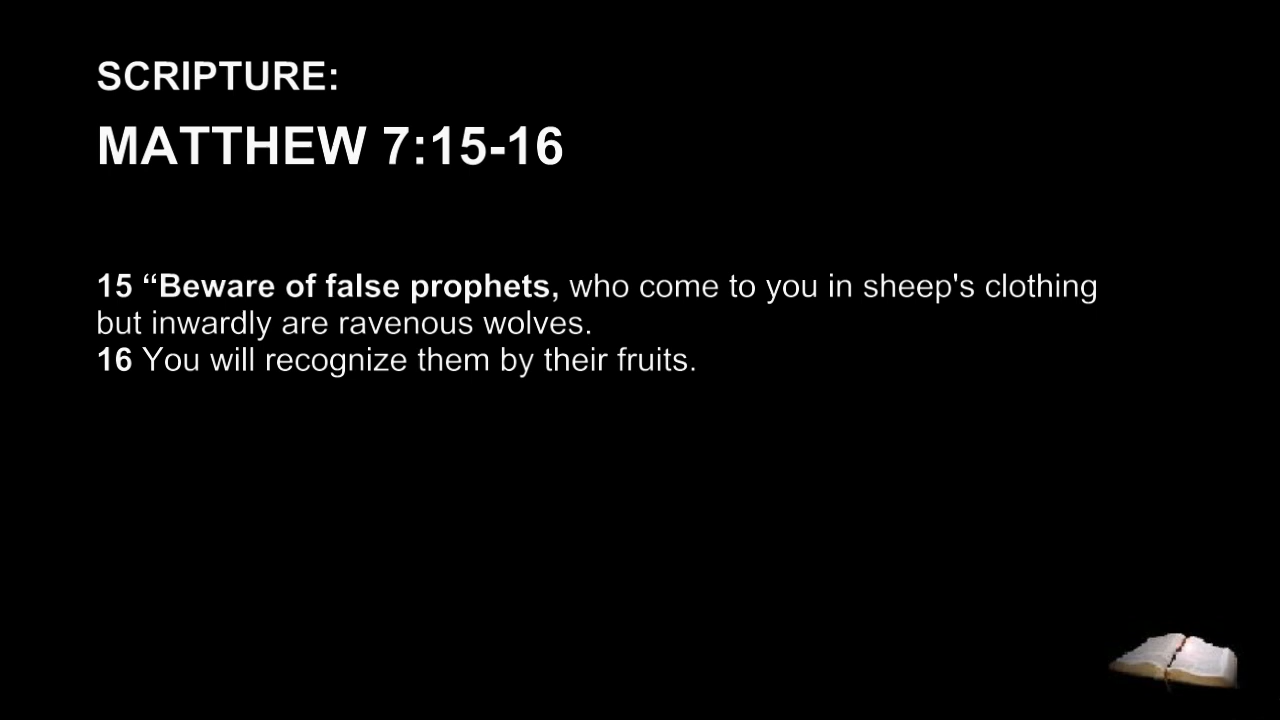 SCRIPTURE:
MATTHEW 7:15-16
15 “Beware of false prophets, who come to you in sheep's clothing
but inwardly are ravenous wolves.
16 You will recognize them by their fruits.